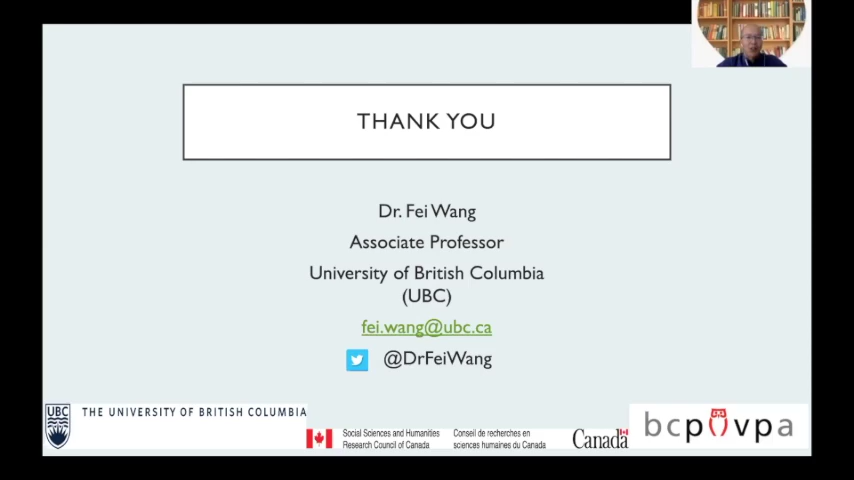 THANK YOU
Dr. Fei Wang
Associate Professor
University of British Columbia
(UBC)
fei.wang@ubc.ca
@DrFeiWang
UBC
THE UNIVERSITY OF BRITISH COLUMBIA
Social Sciences and Humanities
Research Council of Canada
Conseil de recherches en
sciences humaines du Canada
Canada
bcpvpa